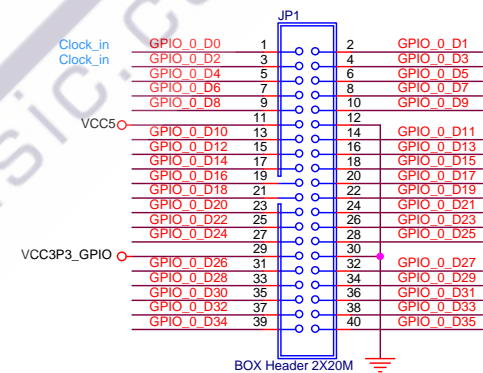 JP1
Clock_in GPIO_0_D0 1 2 GPIO_0_D1
Clock_in GPIO_0_D2 3 4 GPIO_0_D3
GPIO_0_D4 5 6 GPIO_0_D5
GPIO_0_D6 7 8 GPIO_0_D7
GPIO_0_D8 9 10 GPIO_0_D9
VCC5 11 12
GPIO_0_D10 13 14 GPIO_0_D11
GPIO_0_D12 15 16 GPIO_0_D13
GPIO_0_D14 17 18 GPIO_0_D15
GPIO_0_D16 19 20 GPIO_0_D17
GPIO_0_D18 21 22 GPIO_0_D19
GPIO_0_D20 23 24 GPIO_0_D21
GPIO_0_D22 25 26 GPIO_0_D23
GPIO_0_D24 27 28 GPIO_0_D25
VCC3P3_GPIO 29 30
GPIO_0_D26 31 32 GPIO_0_D27
GPIO_0_D28 33 34 GPIO_0_D29
GPIO_0_D30 35 36 GPIO_0_D31
GPIO_0_D32 37 38 GPIO_0_D33
GPIO_0_D34 39 40 GPIO_0_D35
BOX Header 2X20M